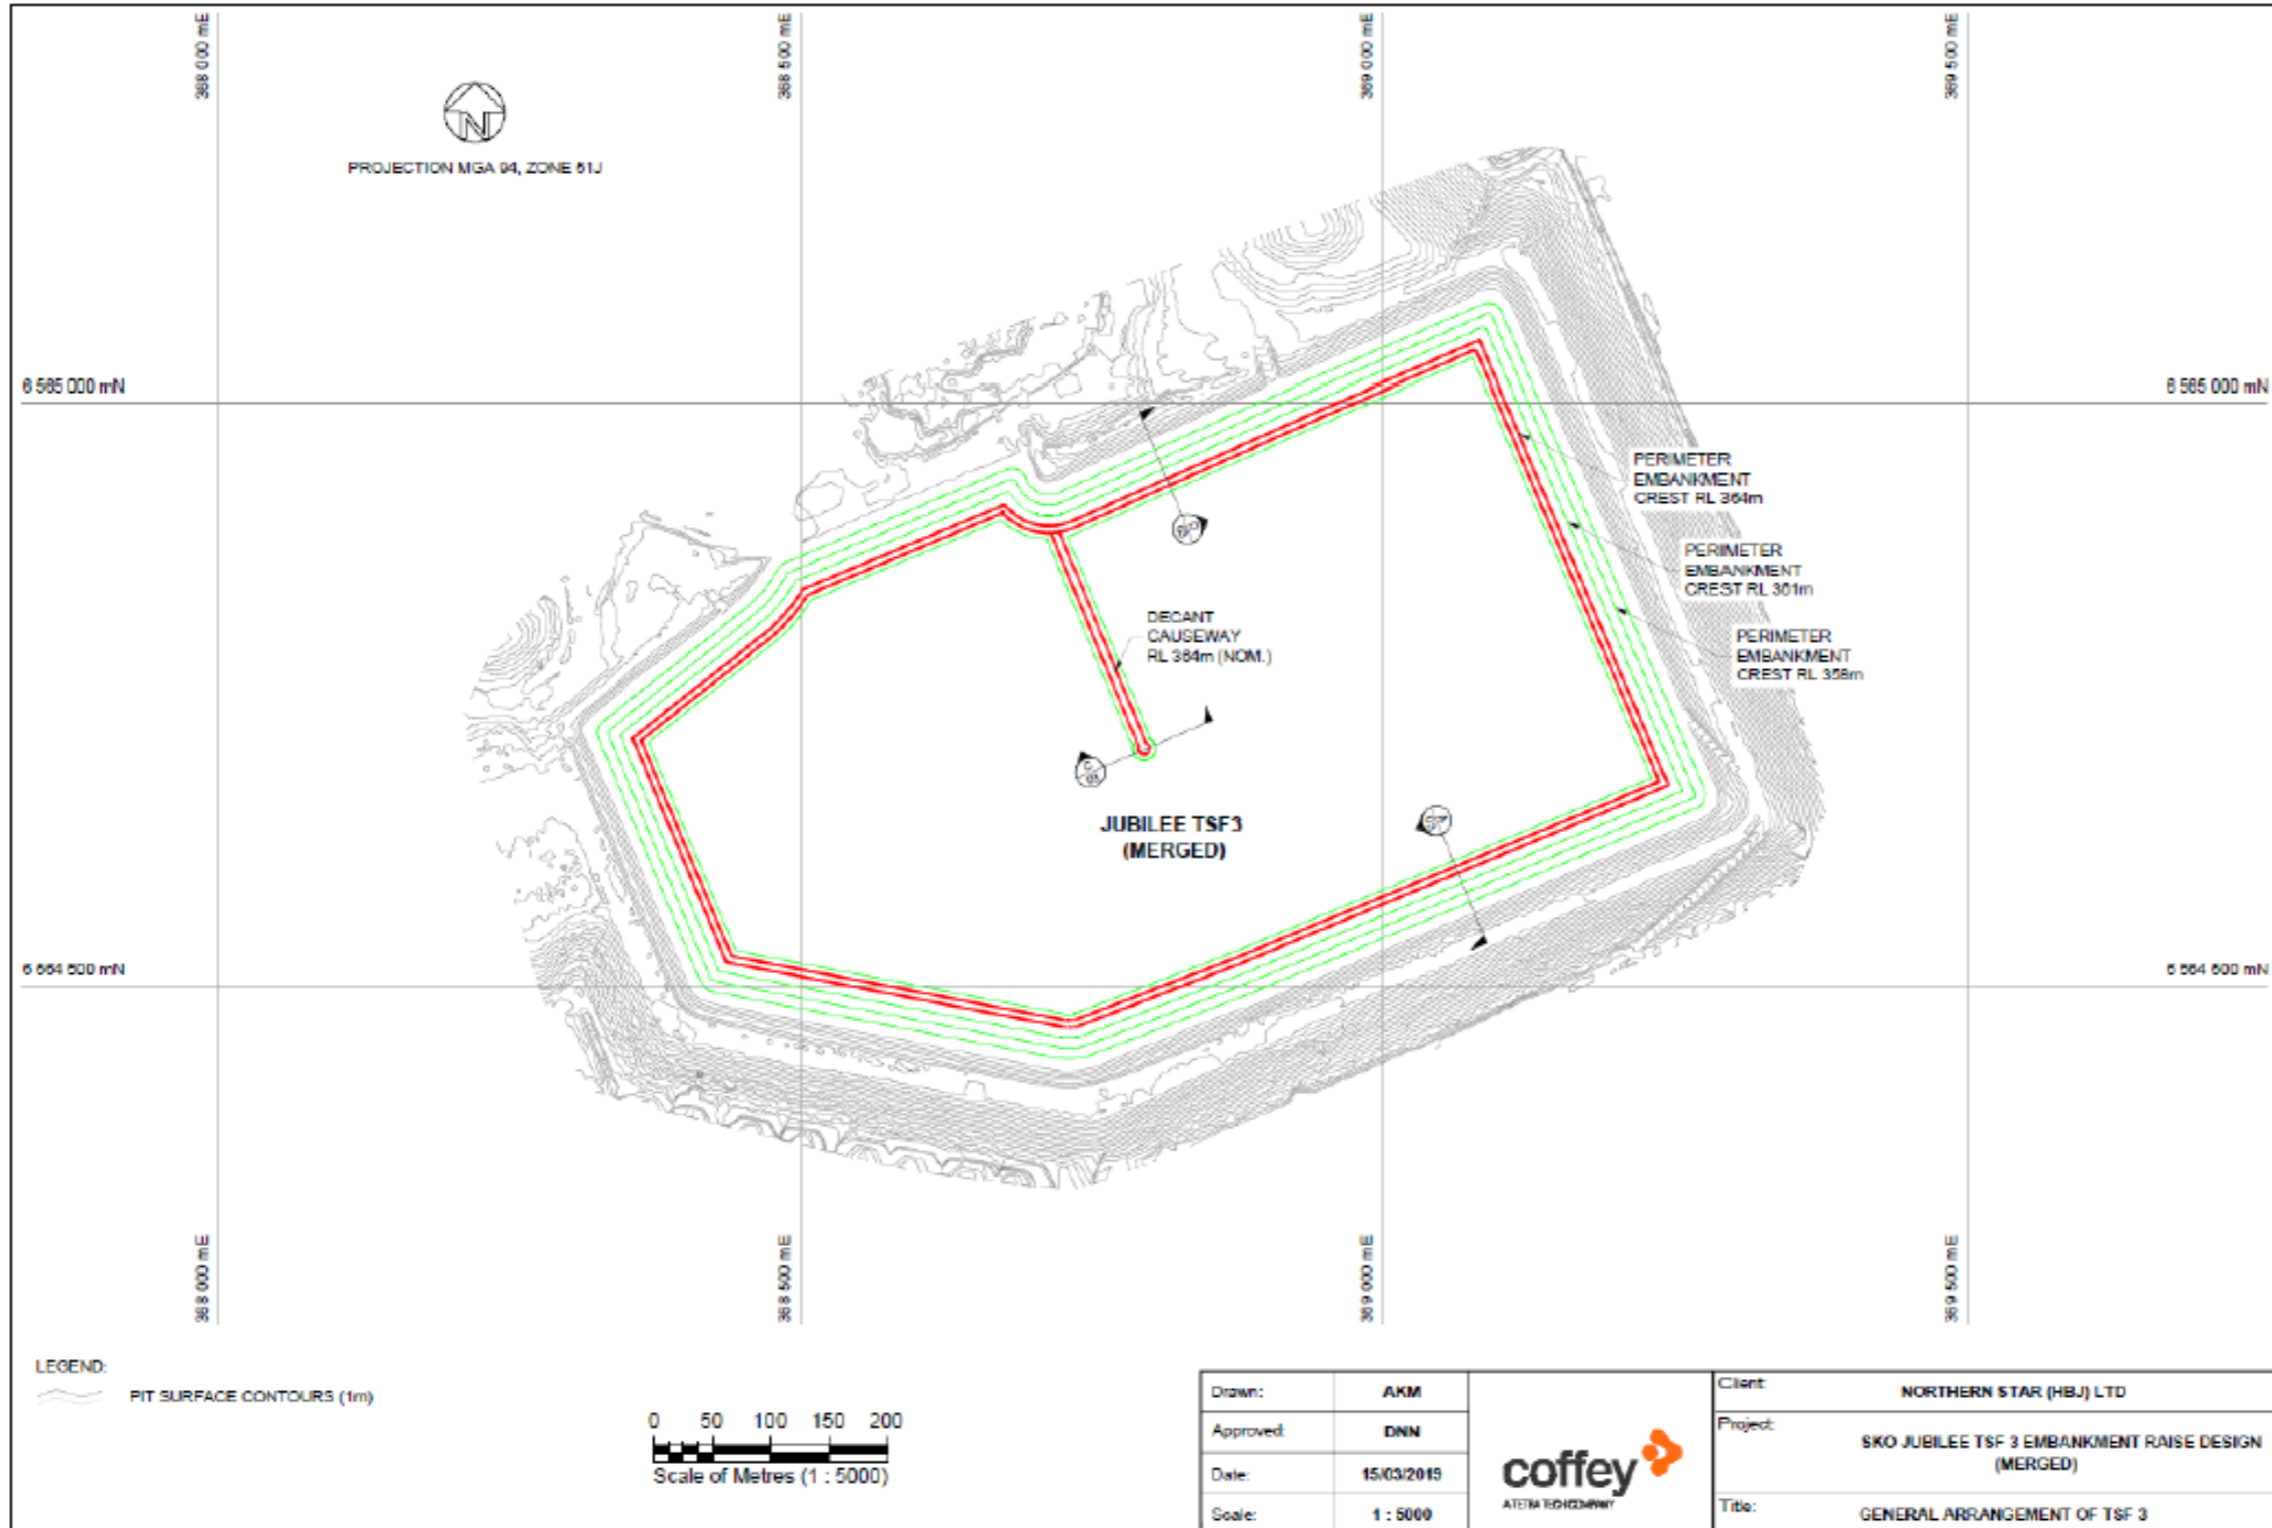 368 000 mE
368 500 mE
369 000 mE
369 500 mE
N
PROJECTION MGA 94, ZONE 51J
6 565 000 mN
6 565 000 mN
PERIMETER
EMBANKMENT
CREST RL 364m
PERIMETER
EMBANKMENT
CREST RL 361m
PERIMETER
EMBANKMENT
CREST RL 358m
DECANT
CAUSEWAY
RL 364m (NOM.)
JUBILEE TSF3
(MERGED)
6 564 500 mN
6 564 500 mN
368 000 mE
368 500 mE
369 000 mE
369 500 mE
LEGEND:
PIT SURFACE CONTOURS (1m)
0 50 100 150 200
Scale of Metres (1 : 5000)
Drawn: AKM
Approved: DNN
Date: 15/03/2019
Scale: 1 : 5000
coffey
A TETRA TECH COMPANY
Client: NORTHERN STAR (HBJ) LTD
Project: SKO JUBILEE TSF 3 EMBANKMENT RAISE DESIGN
(MERGED)
Title: GENERAL ARRANGEMENT OF TSF 3